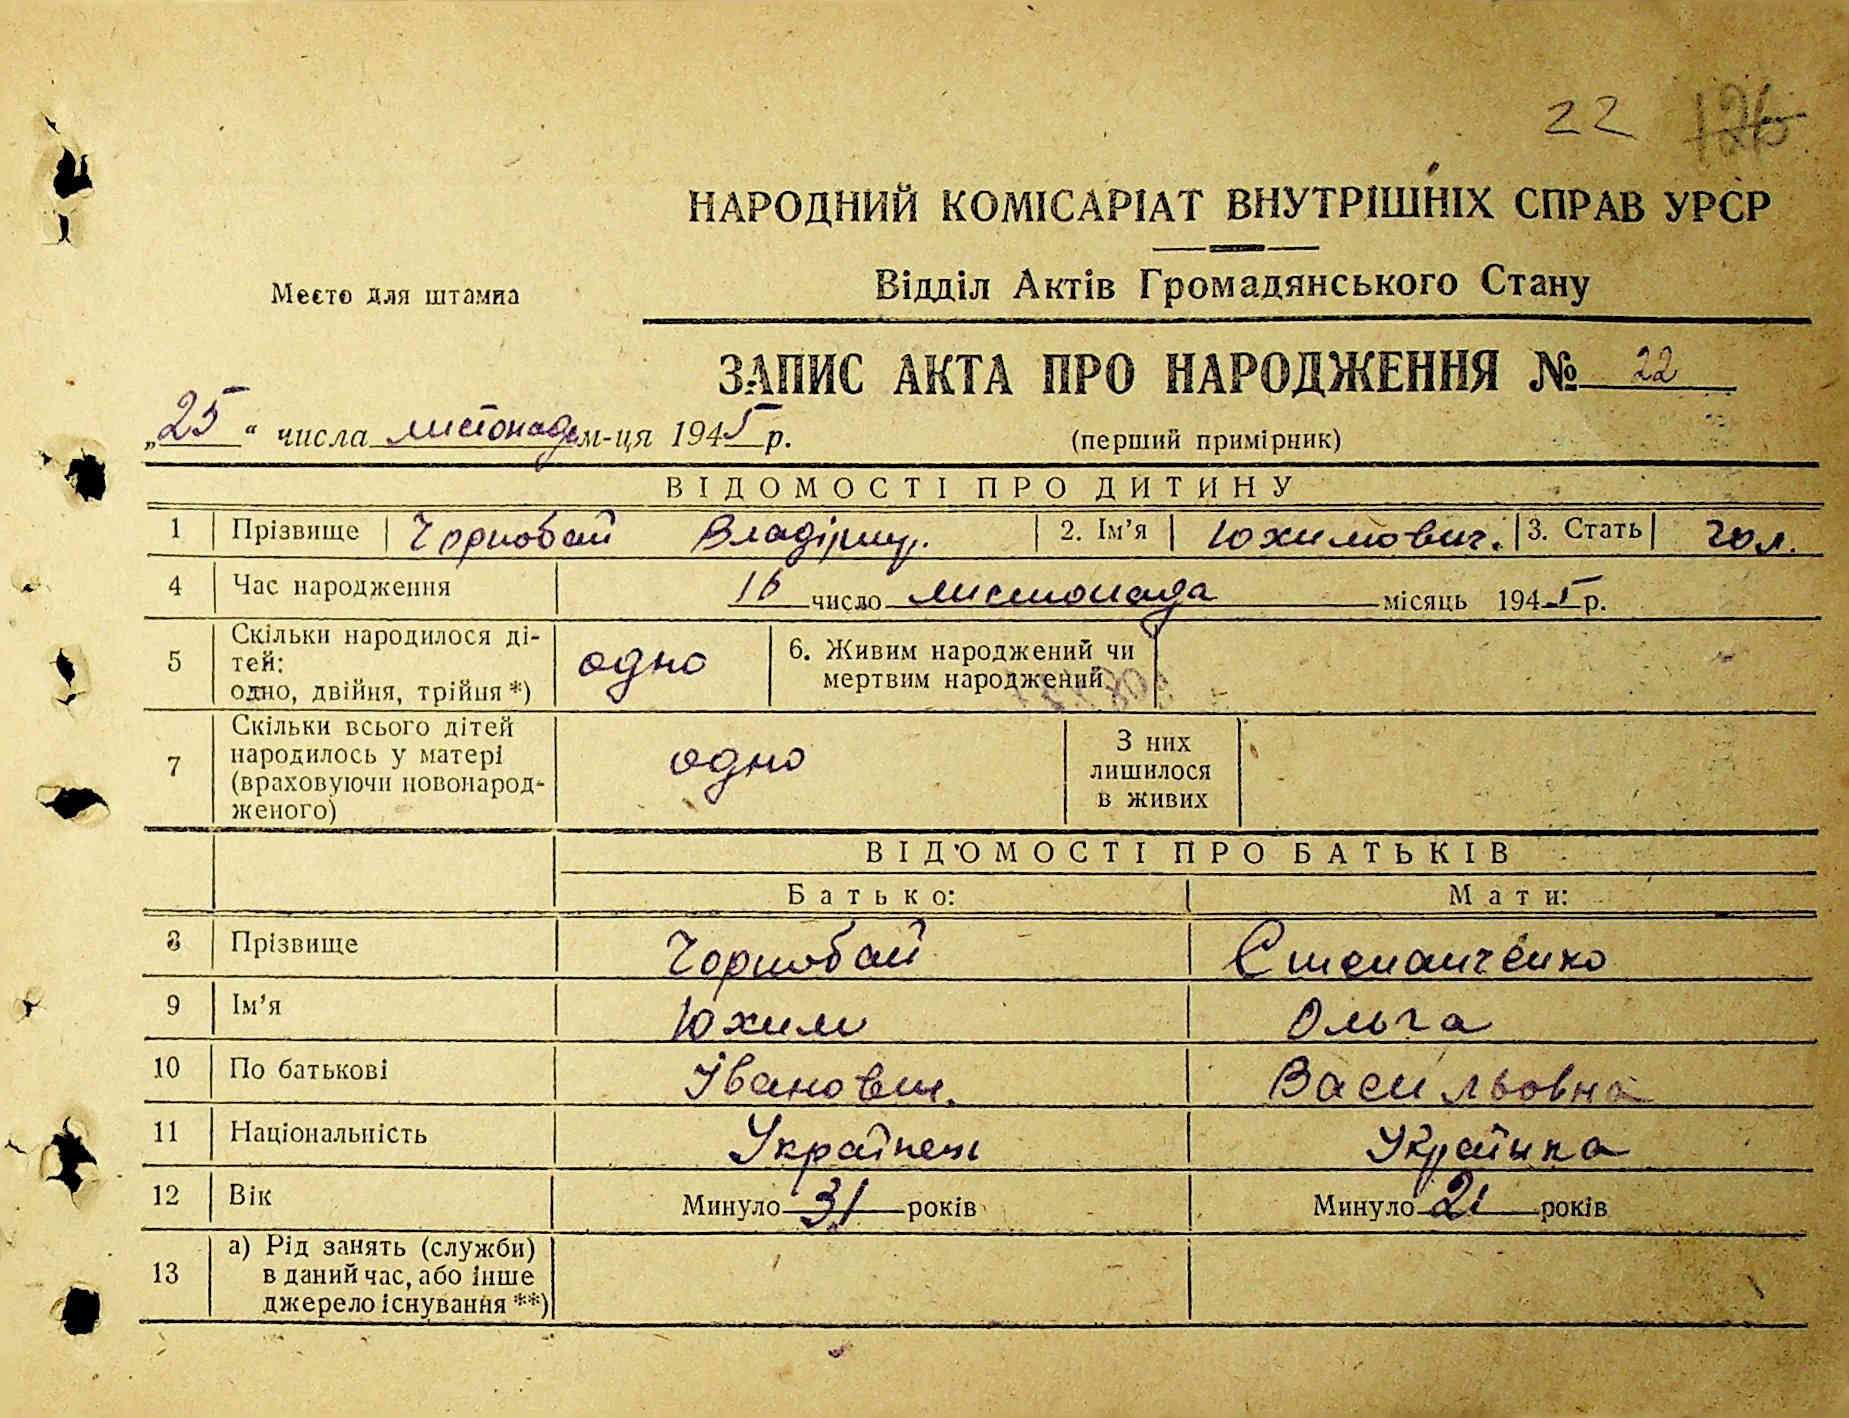 22 126
НАРОДНИЙ КОМІСАРІАТ ВНУТРІШНІХ СПРАВ УРСР
Место для штампа
Відділ Актів Громадянського Стану
ЗАПИС АКТА ПРО НАРОДЖЕННЯ № 22
„25“ числа листопада м-ця 1945 р.
(перший примірник)
ВІДОМОСТІ ПРО ДИТИНУ
1 Прізвище Чорнобай Владімир. 2. Ім'я Юхимович. 3. Стать чол.
4 Час народження 16 число листопада місяць 1945 р.
5 Скільки народилося ді-
тей:
одно, двійня, трійня *) одно 6. Живим народжений чи
мертвим народжений
7 Скільки всього дітей
народилось у матері
(враховуючи новонарод-
женого) одно З них
лишилося
в живих
ВІДОМОСТІ ПРО БАТЬКІВ
Батько: Мати:
8 Прізвище Чорнобай Степанченко
9 Ім'я Юхим Ольга
10 По батькові Іванович. Васильовна
11 Національність Українець Українка
12 Вік Минуло 31 років Минуло 21 років
13 а) Рід занять (служби)
в даний час, або інше
джерело існування **)